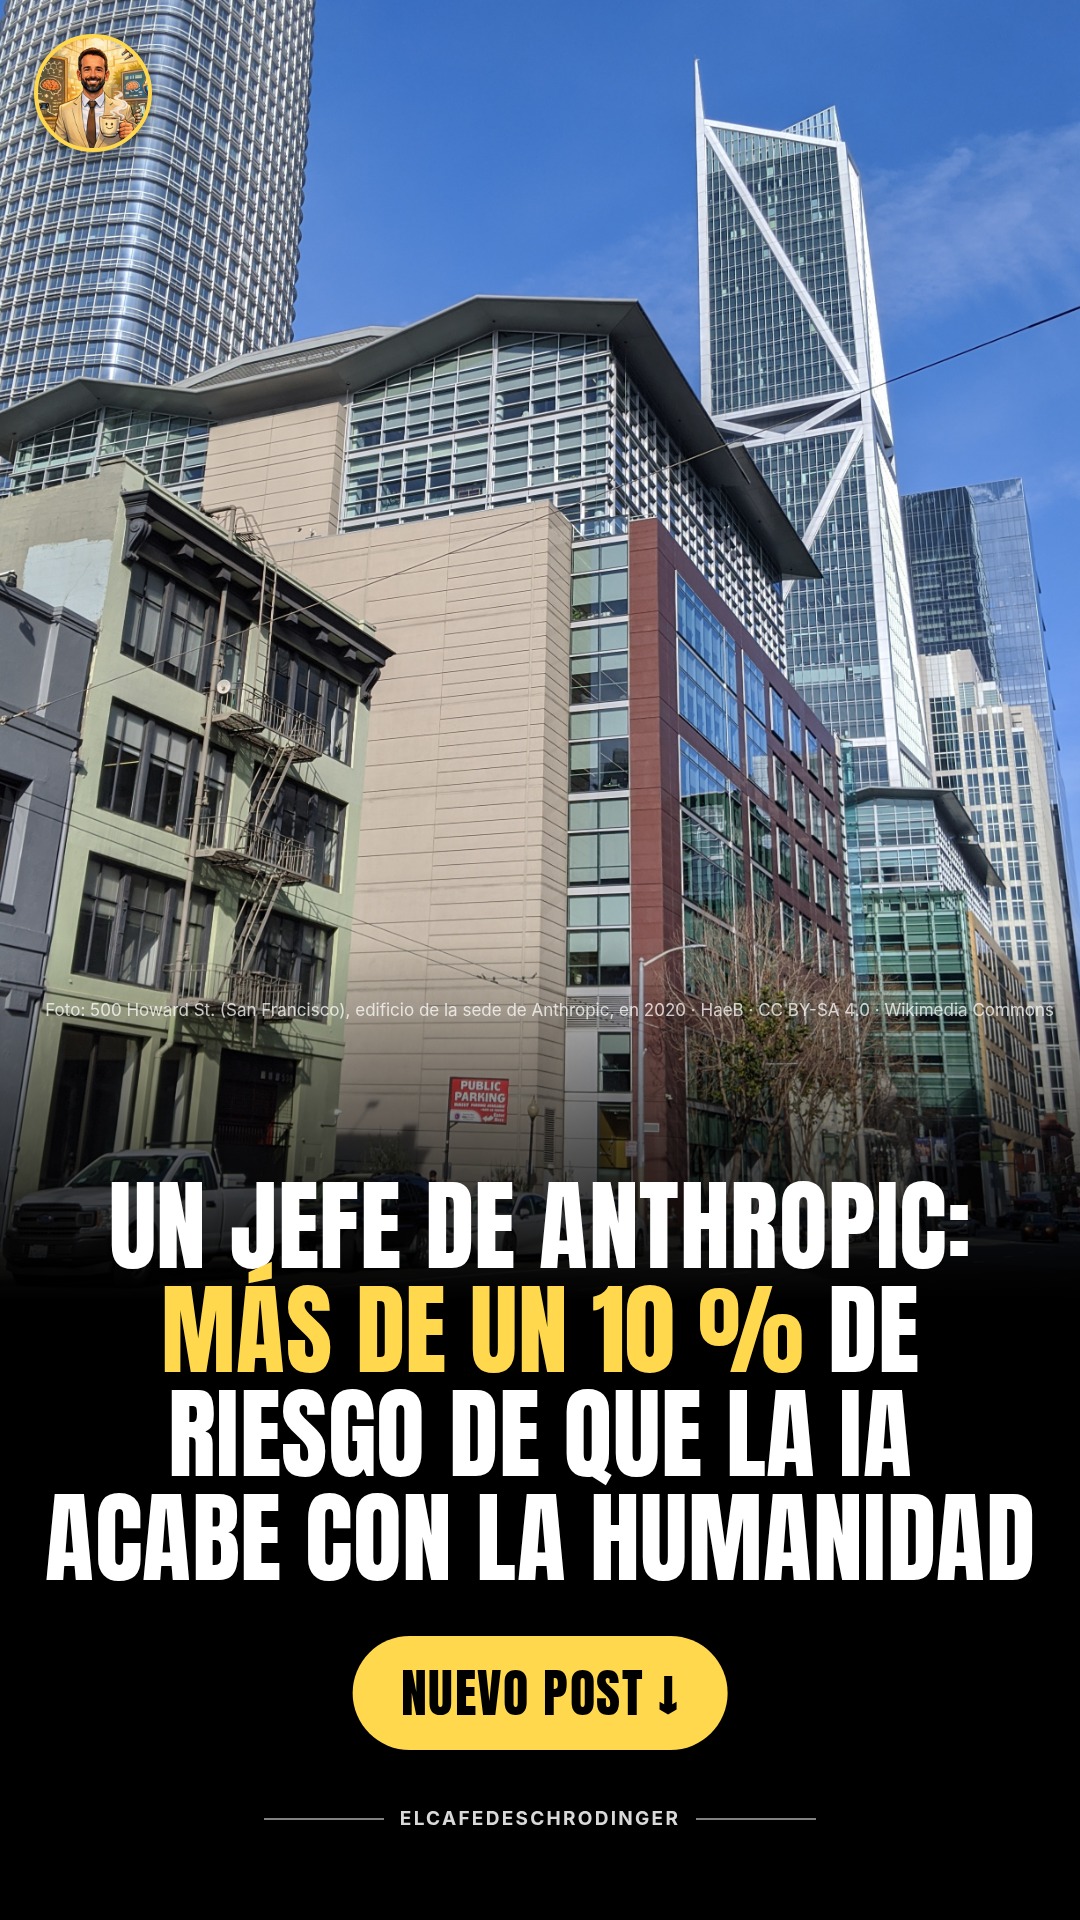 Foto: 500 Howard St. (San Francisco), edificio de la sede de Anthropic, en 2020 · HaeB · CC BY-SA 4.0 · Wikimedia Commons
PUBLIC
PARKING
UN JEFE DE ANTHROPIC:
MÁS DE UN 10 % DE
RIESGO DE QUE LA IA
ACABE CON LA HUMANIDAD
NUEVO POST ↓
ELCAFEDESCHRODINGER